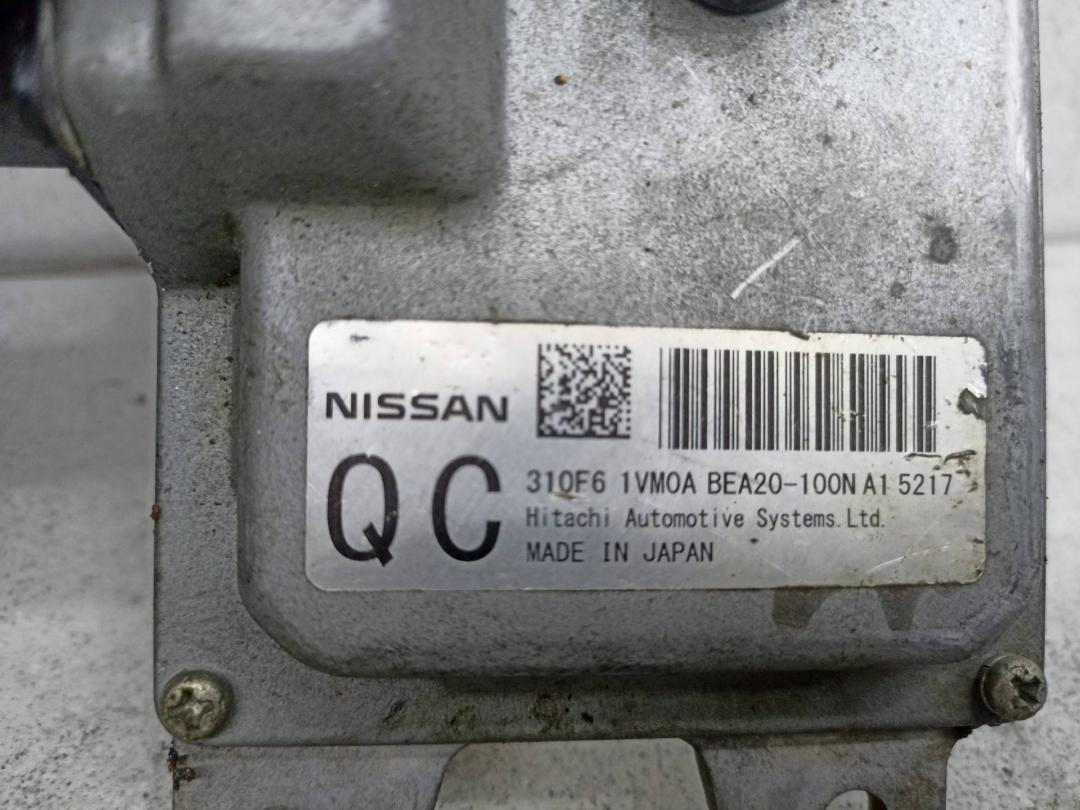 NISSAN
QC
310F6 1VM0A BEA20-100N A1 5217
Hitachi Automotive Systems.Ltd.
MADE IN JAPAN